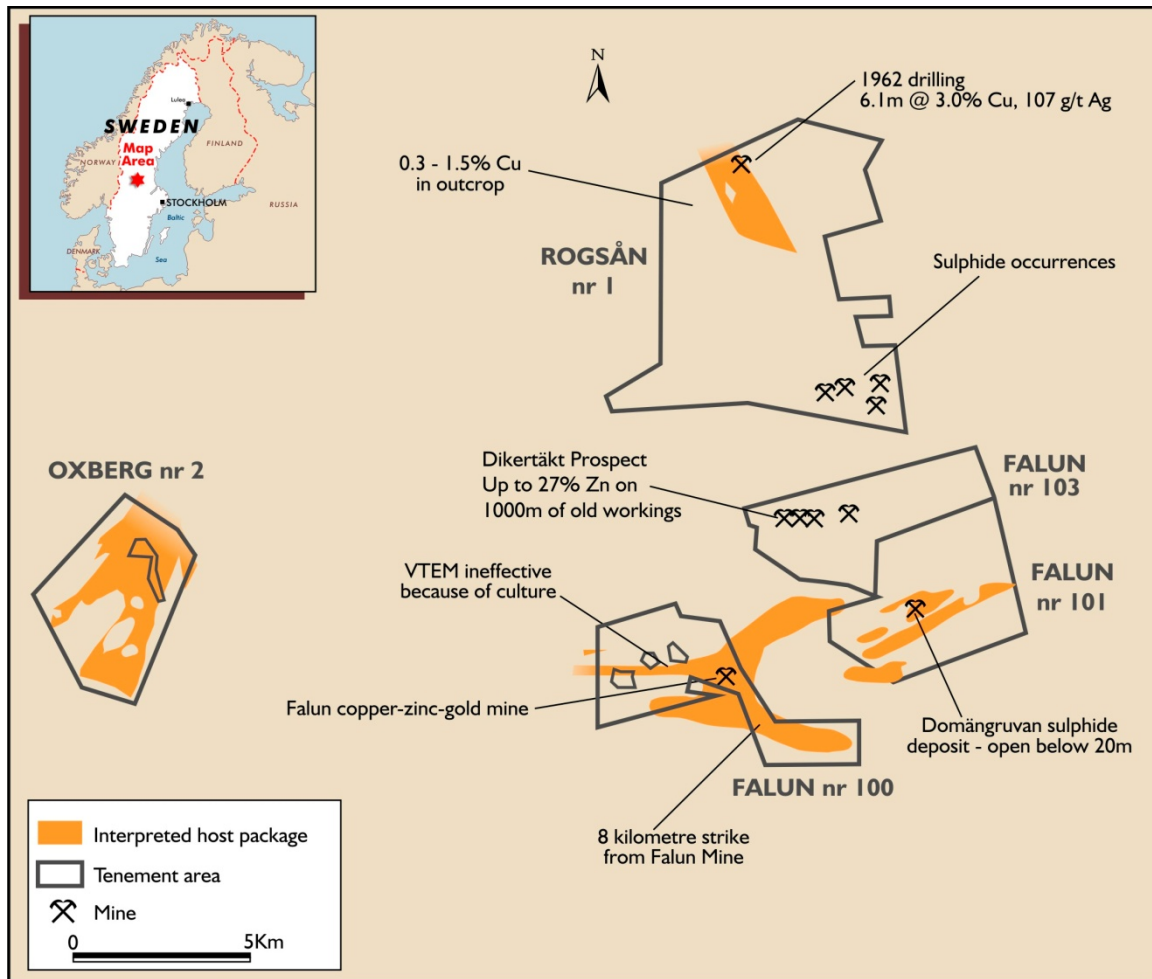 Lulea
SWEDEN
FINLAND
NORWAY
Map
Area
STOCKHOLM
RUSSIA
Baltic
DENMARK
Sea
N
1962 drilling
6.1m @ 3.0% Cu, 107 g/t Ag
0.3 - 1.5% Cu
in outcrop
ROGSÅN
nr 1
Sulphide occurrences
OXBERG nr 2
Dikertäkt Prospect
Up to 27% Zn on
1000m of old workings
FALUN
nr 103
VTEM ineffective
because of culture
FALUN
nr 101
Falun copper-zinc-gold mine
Domängruvan sulphide
deposit - open below 20m
FALUN nr 100
8 kilometre strike
from Falun Mine
Interpreted host package
Tenement area
Mine
0 5Km